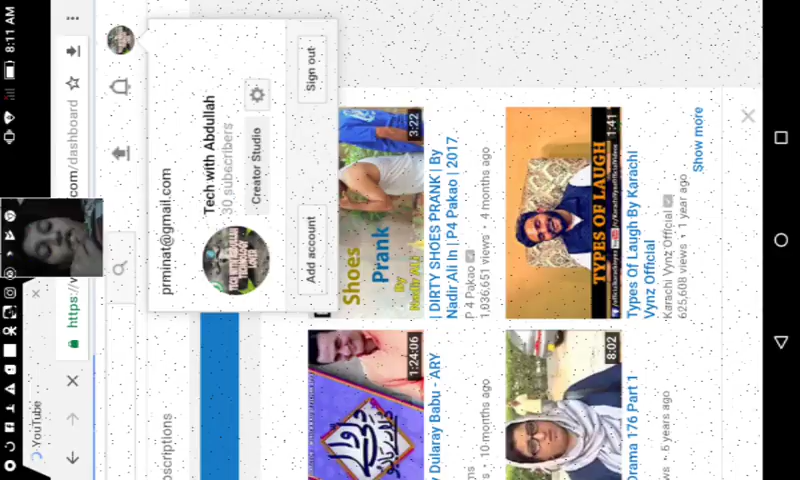 8:11 AM
YouTube
https://
.com/dashboard
prminat@gmail.com
Tech with Abdullah
30 subscribers
Creator Studio
Add account
Sign out
Shoes
Prank
By
Nadir Ali
3:22
DIRTY SHOES PRANK | By
Nadir Ali In | P4 Pakao | 2017
P 4 Pakao
1,036,651 views • 4 months ago
TYPES OF LAUGH
1:41
Types Of Laugh By Karachi
Vynz Official
Karachi Vynz Official
625,608 views • 1 year ago
Show more
1:24:06
y Dularay Babu - ARY
• 10 months ago
8:02
Drama 176 Part 1
ws • 6 years ago